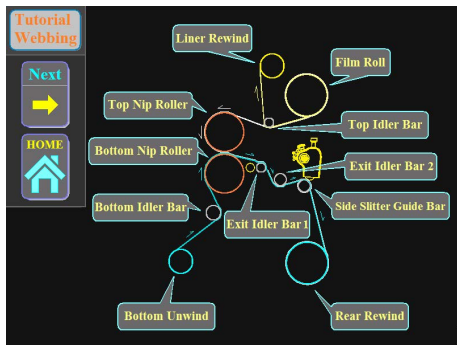 Tutorial
Webbing
Next
HOME
Liner Rewind
Film Roll
Top Nip Roller
Top Idler Bar
Bottom Nip Roller
Exit Idler Bar 2
Bottom Idler Bar
Exit Idler Bar 1
Side Slitter Guide Bar
Bottom Unwind
Rear Rewind